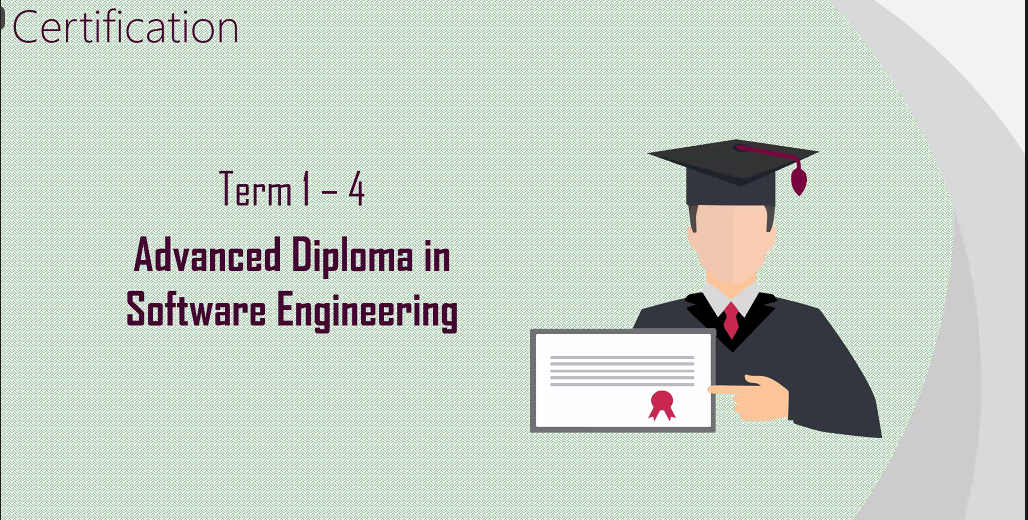 Certification
Term 1 – 4
Advanced Diploma in
Software Engineering